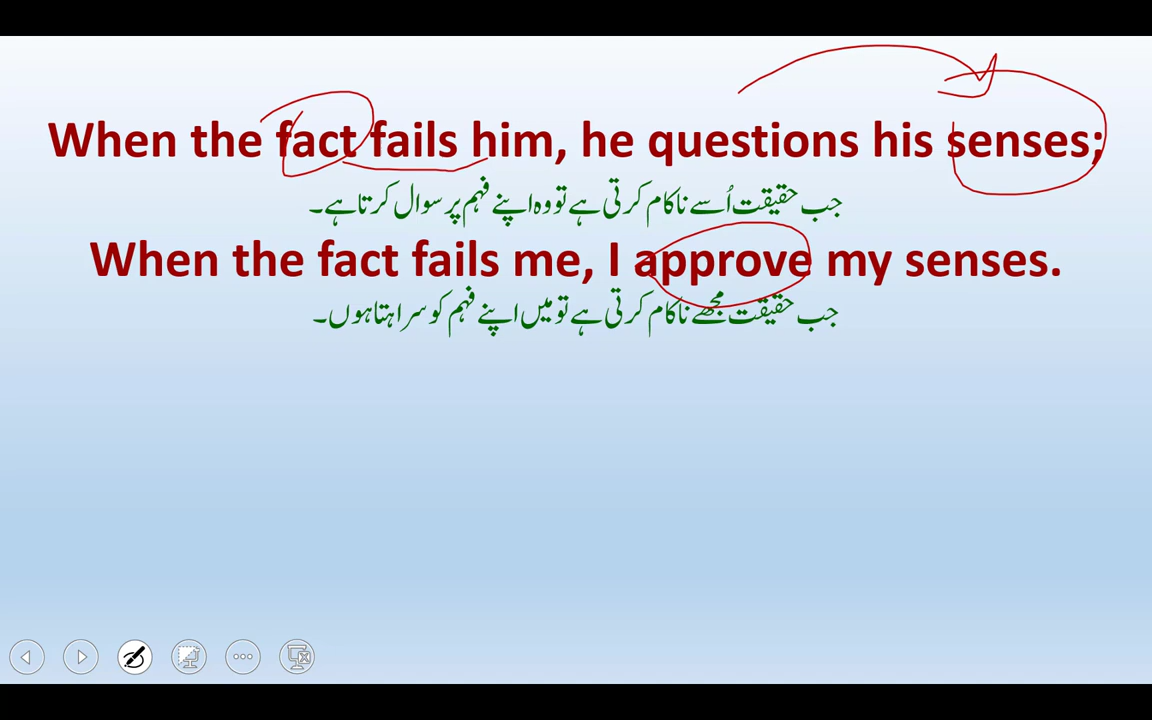 When the fact fails him, he questions his senses;
جب حقیقت اُسے ناکام کرتی ہے تو وہ اپنے فہم پر سوال کرتا ہے۔
When the fact fails me, I approve my senses.
جب حقیقت مجھے ناکام کرتی ہے تو میں اپنے فہم کو سراہتا ہوں۔